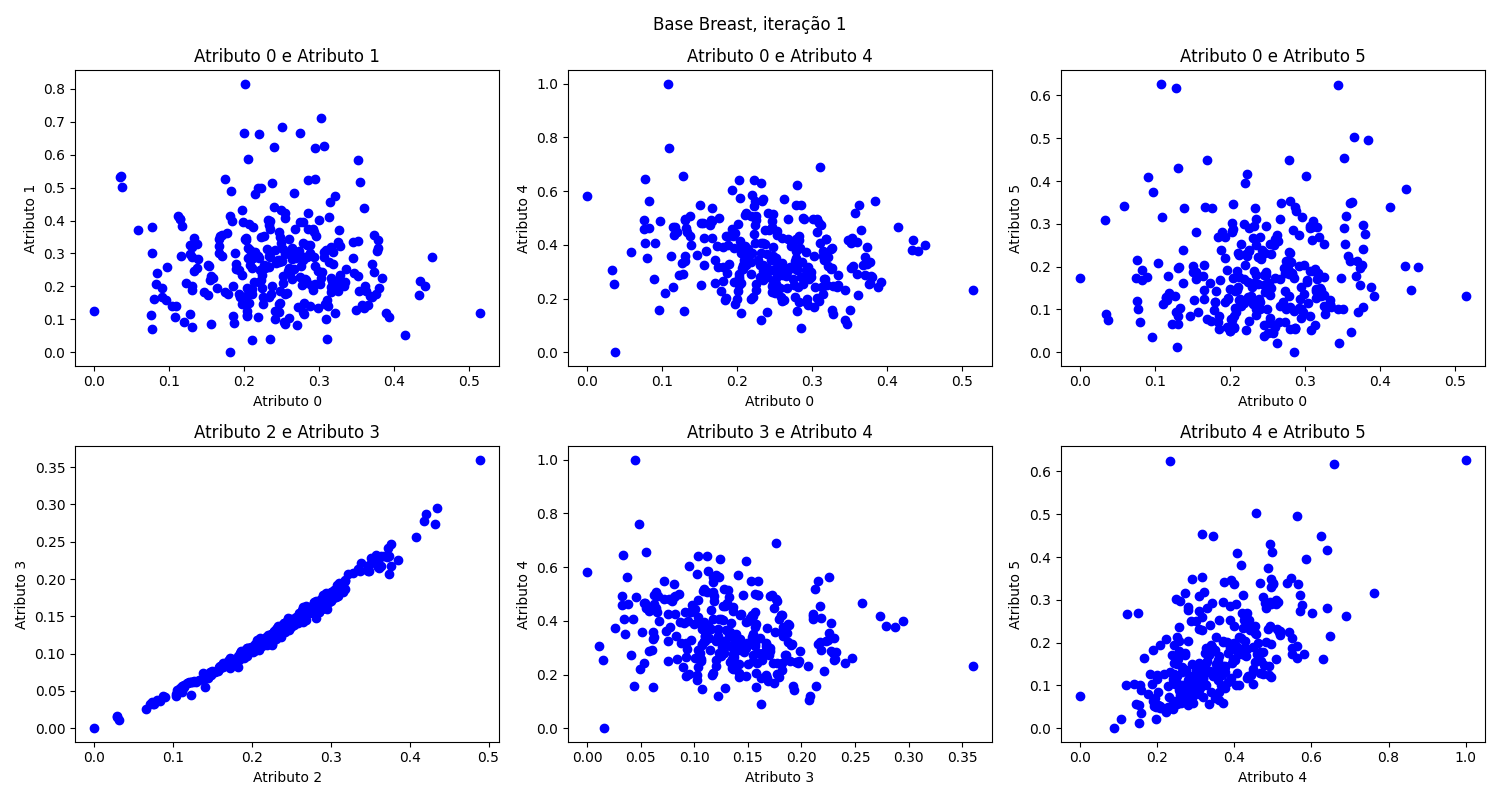 Base Breast, iteração 1
Atributo 0 e Atributo 1
Atributo 1
0.8
0.7
0.6
0.5
0.4
0.3
0.2
0.1
0.0
0.0 0.1 0.2 0.3 0.4 0.5
Atributo 0
Atributo 0 e Atributo 4
Atributo 4
1.0
0.8
0.6
0.4
0.2
0.0
0.0 0.1 0.2 0.3 0.4 0.5
Atributo 0
Atributo 0 e Atributo 5
Atributo 5
0.6
0.5
0.4
0.3
0.2
0.1
0.0
0.0 0.1 0.2 0.3 0.4 0.5
Atributo 0
Atributo 2 e Atributo 3
Atributo 3
0.35
0.30
0.25
0.20
0.15
0.10
0.05
0.00
0.0 0.1 0.2 0.3 0.4 0.5
Atributo 2
Atributo 3 e Atributo 4
Atributo 4
1.0
0.8
0.6
0.4
0.2
0.0
0.00 0.05 0.10 0.15 0.20 0.25 0.30 0.35
Atributo 3
Atributo 4 e Atributo 5
Atributo 5
0.6
0.5
0.4
0.3
0.2
0.1
0.0
0.0 0.2 0.4 0.6 0.8 1.0
Atributo 4